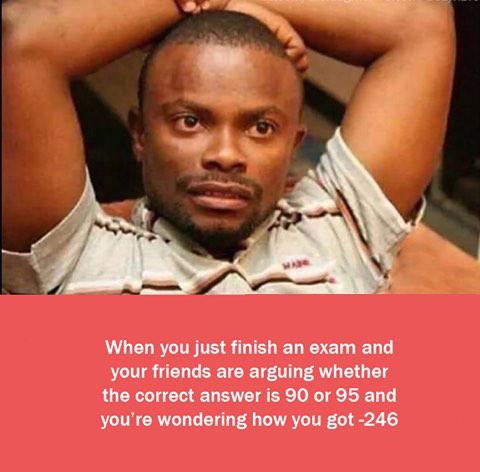 When you just finish an exam and
your friends are arguing whether
the correct answer is 90 or 95 and
you're wondering how you got -246